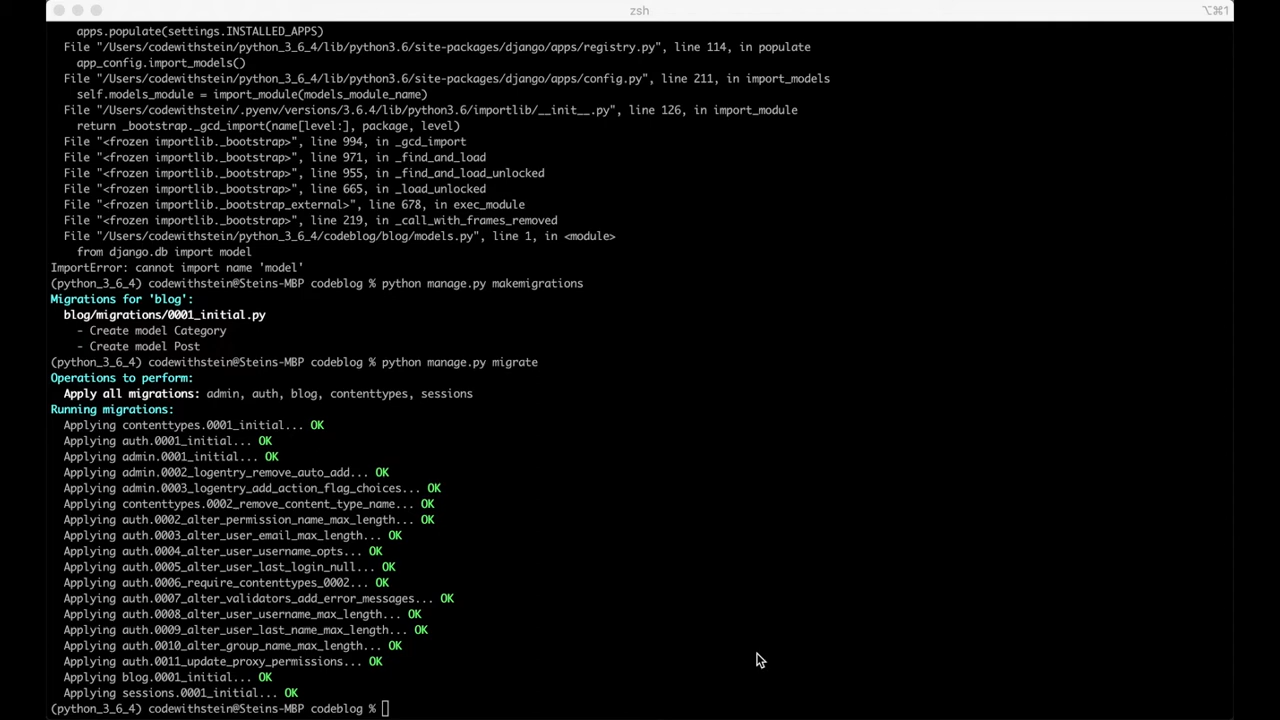 zsh
⌥⌘1
apps.populate(settings.INSTALLED_APPS)
File "/Users/codewithstein/python_3_6_4/lib/python3.6/site-packages/django/apps/registry.py", line 114, in populate
app_config.import_models()
File "/Users/codewithstein/python_3_6_4/lib/python3.6/site-packages/django/apps/config.py", line 211, in import_models
self.models_module = import_module(models_module_name)
File "/Users/codewithstein/.pyenv/versions/3.6.4/lib/python3.6/importlib/__init__.py", line 126, in import_module
return _bootstrap._gcd_import(name[level:], package, level)
File "<frozen importlib._bootstrap>", line 994, in _gcd_import
File "<frozen importlib._bootstrap>", line 971, in _find_and_load
File "<frozen importlib._bootstrap>", line 955, in _find_and_load_unlocked
File "<frozen importlib._bootstrap>", line 665, in _load_unlocked
File "<frozen importlib._bootstrap_external>", line 678, in exec_module
File "<frozen importlib._bootstrap>", line 219, in _call_with_frames_removed
File "/Users/codewithstein/python_3_6_4/codeblog/blog/models.py", line 1, in <module>
from django.db import model
ImportError: cannot import name 'model'
(python_3_6_4) codewithstein@Steins-MBP codeblog % python manage.py makemigrations
Migrations for 'blog':
blog/migrations/0001_initial.py
- Create model Category
- Create model Post
(python_3_6_4) codewithstein@Steins-MBP codeblog % python manage.py migrate
Operations to perform:
Apply all migrations: admin, auth, blog, contenttypes, sessions
Running migrations:
Applying contenttypes.0001_initial... OK
Applying auth.0001_initial... OK
Applying admin.0001_initial... OK
Applying admin.0002_logentry_remove_auto_add... OK
Applying admin.0003_logentry_add_action_flag_choices... OK
Applying contenttypes.0002_remove_content_type_name... OK
Applying auth.0002_alter_permission_name_max_length... OK
Applying auth.0003_alter_user_email_max_length... OK
Applying auth.0004_alter_user_username_opts... OK
Applying auth.0005_alter_user_last_login_null... OK
Applying auth.0006_require_contenttypes_0002... OK
Applying auth.0007_alter_validators_add_error_messages... OK
Applying auth.0008_alter_user_username_max_length... OK
Applying auth.0009_alter_user_last_name_max_length... OK
Applying auth.0010_alter_group_name_max_length... OK
Applying auth.0011_update_proxy_permissions... OK
Applying blog.0001_initial... OK
Applying sessions.0001_initial... OK
(python_3_6_4) codewithstein@Steins-MBP codeblog %